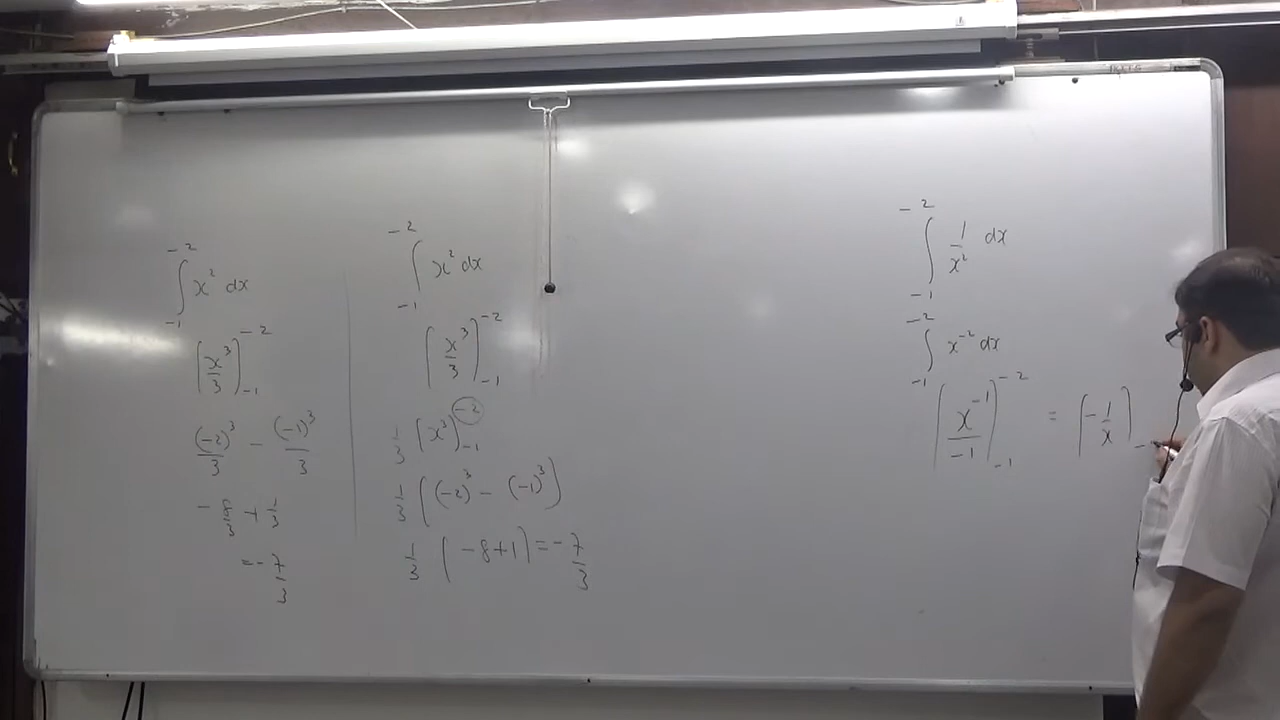 ∫_{-1}^{-2} x² dx
[x³/3]_{-1}^{-2}
(-2)³/3 - (-1)³/3
-8/3 + 1/3
= -7/3
∫_{-1}^{-2} x² dx
[x³/3]_{-1}^{-2}
1/3 [x³]_{-1}^{-2}
1/3 [(-2)³ - (-1)³]
1/3 [-8+1] = -7/3
∫_{-1}^{-2} 1/x² dx
∫_{-1}^{-2} x⁻² dx
[x⁻¹/-1]_{-1}^{-2} = [-1/x]_{-